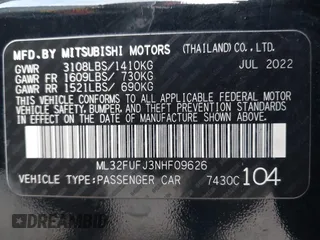 MFD.BY MITSUBISHI MOTORS (THAILAND) CO.,LTD.
GVWR 3108LBS/1410KG JUL 2022
GAWR FR 1609LBS/ 730KG
GAWR RR 1521LBS/ 690KG
THIS VEHICLE CONFORMS TO ALL APPLICABLE
FEDERAL MOTOR VEHICLE SAFETY, BUMPER, AND
THEFT PREVENTION STANDARDS IN EFFECT ON
THE DATE OF MANUFACTURE SHOWN ABOVE.
ML32FUFJ3NHF09626
VEHICLE TYPE:PASSENGER CAR 7430C 104